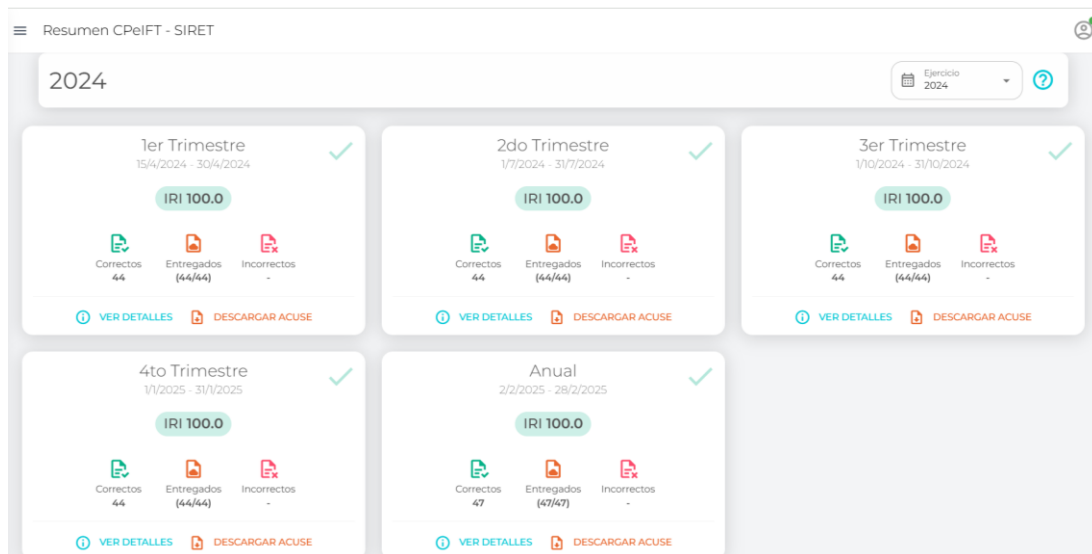 Resumen CPeIFT - SIRET
2024
Ejercicio
2024
1er Trimestre
15/4/2024 - 30/4/2024
IRI 100.0
Correctos
44
Entregados
(44/44)
Incorrectos
-
VER DETALLES
DESCARGAR ACUSE
2do Trimestre
1/7/2024 - 31/7/2024
IRI 100.0
Correctos
44
Entregados
(44/44)
Incorrectos
-
VER DETALLES
DESCARGAR ACUSE
3er Trimestre
1/10/2024 - 31/10/2024
IRI 100.0
Correctos
44
Entregados
(44/44)
Incorrectos
-
VER DETALLES
DESCARGAR ACUSE
4to Trimestre
1/1/2025 - 31/1/2025
IRI 100.0
Correctos
44
Entregados
(44/44)
Incorrectos
-
VER DETALLES
DESCARGAR ACUSE
Anual
2/2/2025 - 28/2/2025
IRI 100.0
Correctos
47
Entregados
(47/47)
Incorrectos
-
VER DETALLES
DESCARGAR ACUSE